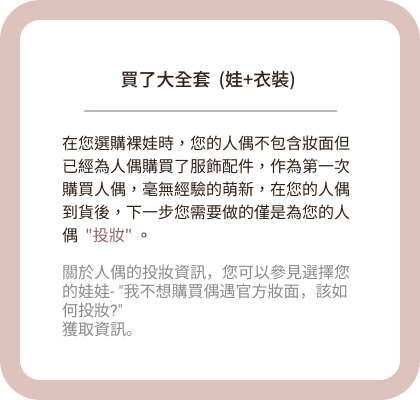 買了大全套 (娃+衣裝)
在您選購裸娃時，您的人偶不包含妝面但
已經為人偶購買了服飾配件，作為第一次
購買人偶，毫無經驗的萌新，在您的人偶
到貨後，下一步您需要做的僅是為您的人
偶 "投妝" 。
關於人偶的投妝資訊，您可以參見選擇您
的娃娃- "我不想購買偶遇官方妝面，該如
何投妝?"
獲取資訊。